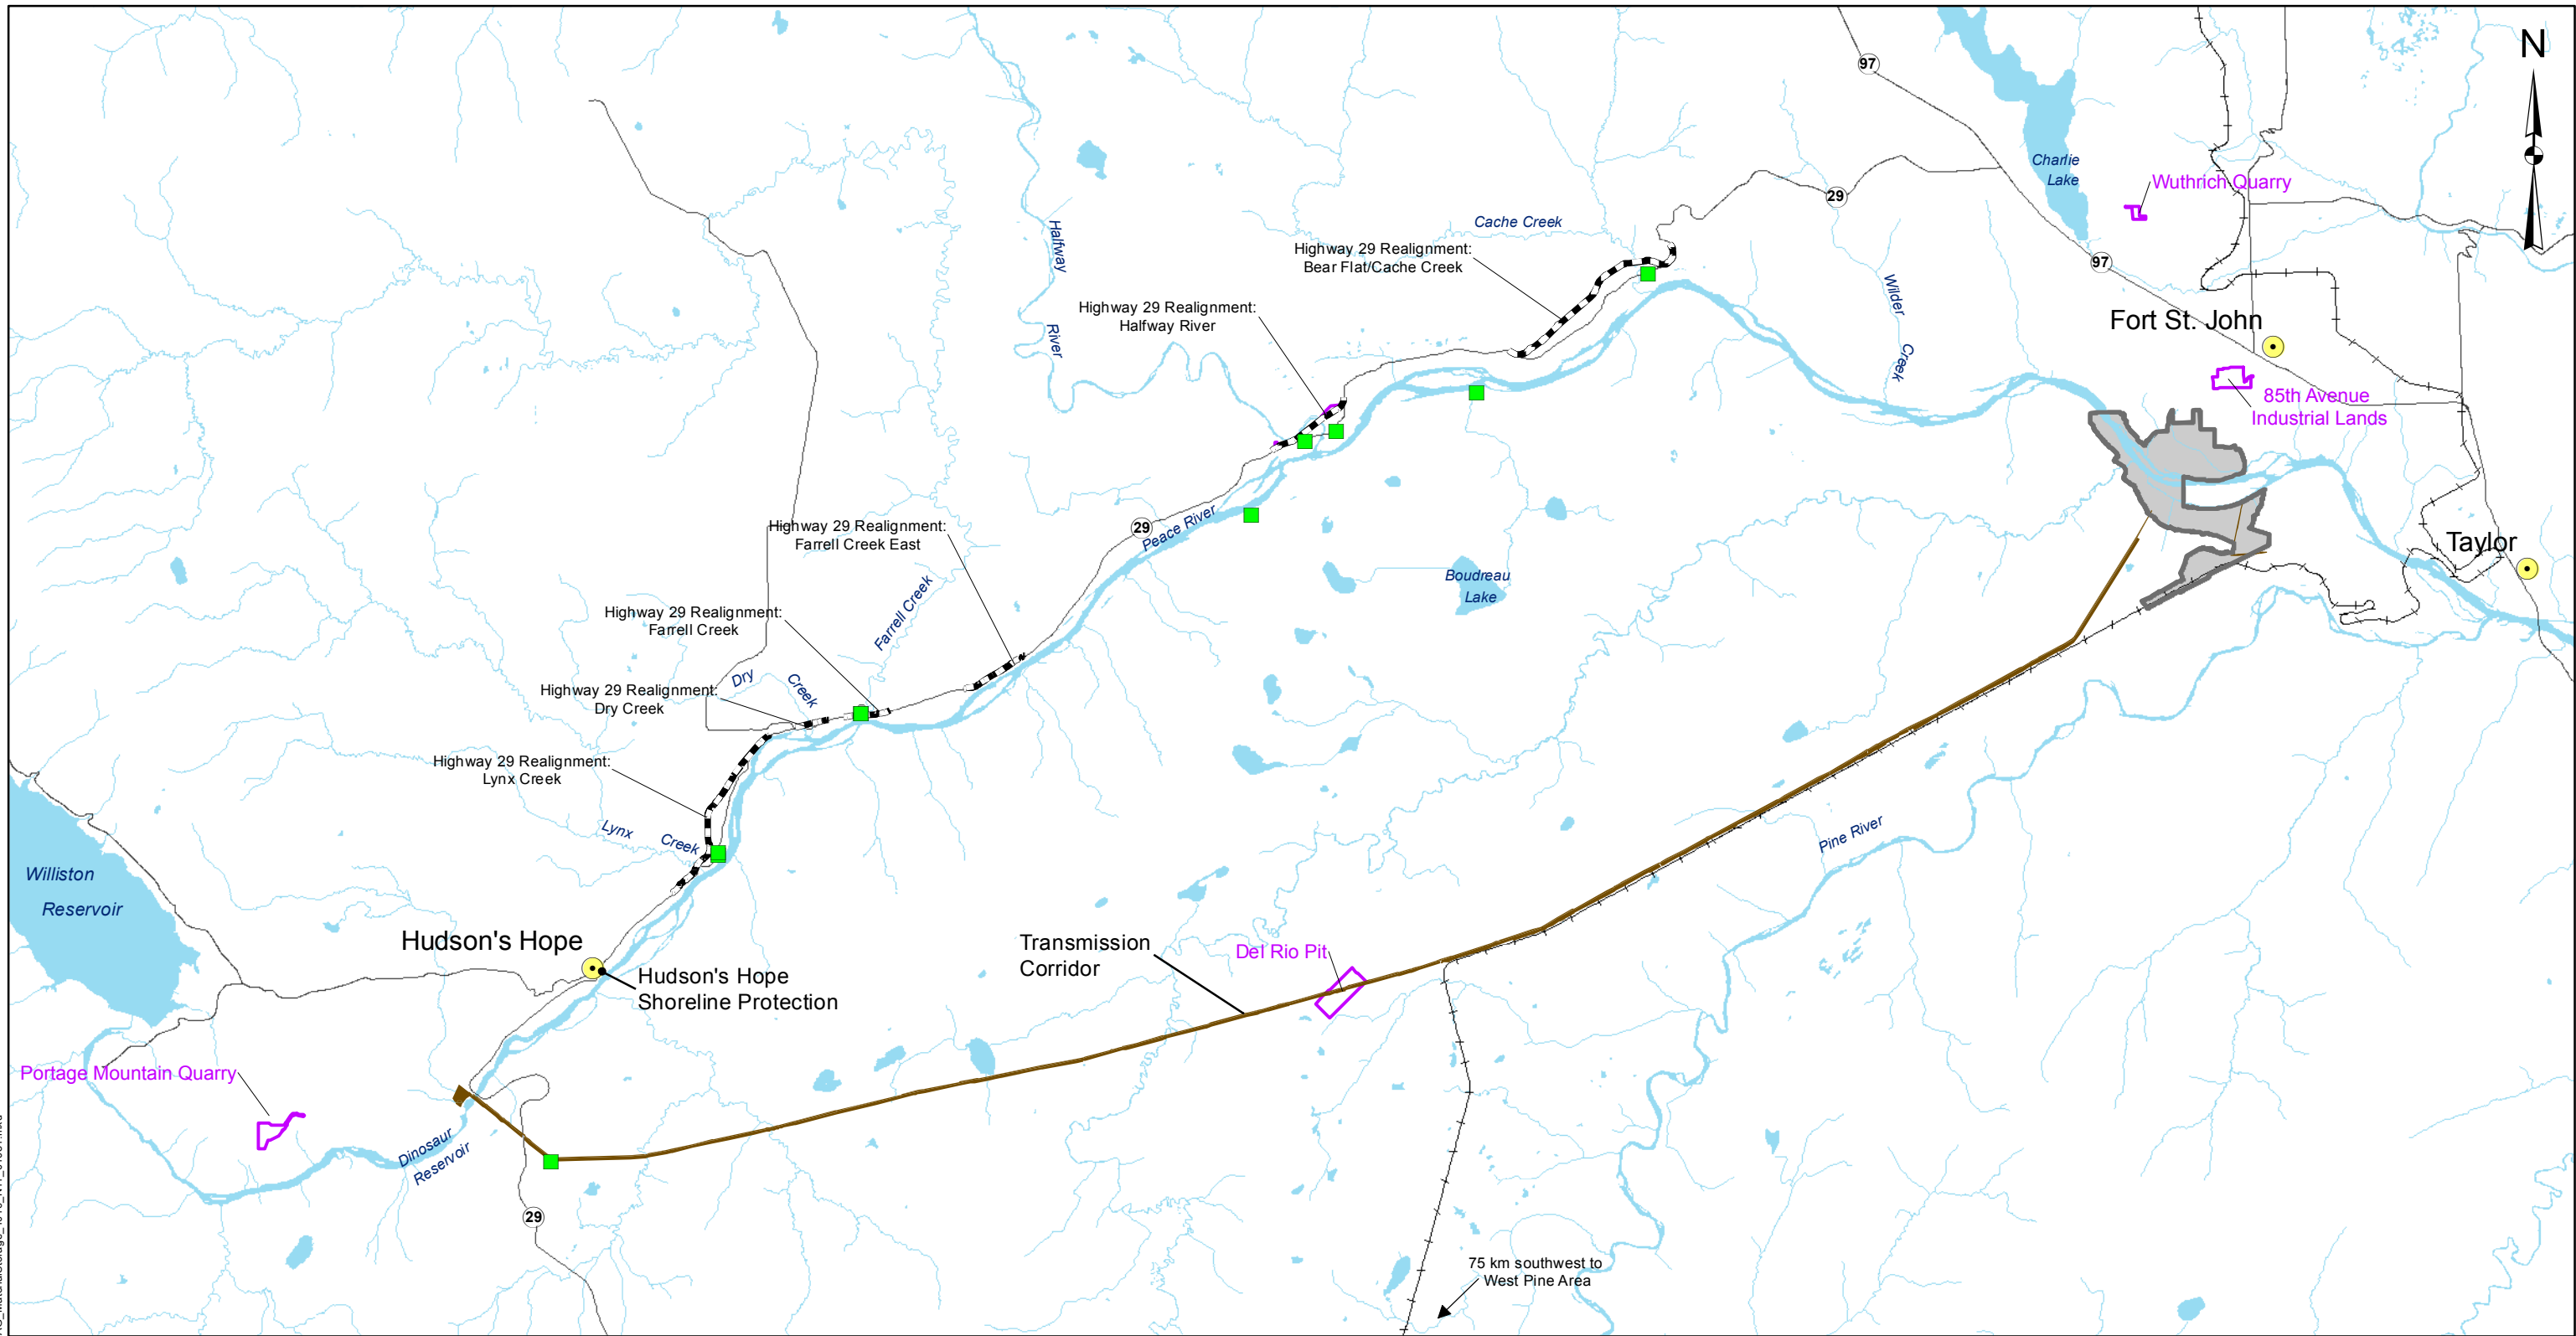 N
97
Charlie
Lake
Wuthrich Quarry
29
Cache Creek
Halfway
River
Highway 29 Realignment:
Bear Flat/Cache Creek
97
Wilder
Creek
Highway 29 Realignment:
Halfway River
Fort St. John
85th Avenue
Industrial Lands
29
Peace River
Highway 29 Realignment:
Farrell Creek East
Taylor
Boudreau
Lake
Farrell Creek
Highway 29 Realignment:
Farrell Creek
Dry
Creek
Highway 29 Realignment:
Dry Creek
Highway 29 Realignment:
Lynx Creek
Lynx
Creek
Pine River
Williston
Reservoir
Hudson's Hope
Hudson's Hope
Shoreline Protection
Transmission
Corridor
Del Rio Pit
Portage Mountain Quarry
Dinosaur
Reservoir
29
75 km southwest to
West Pine Area